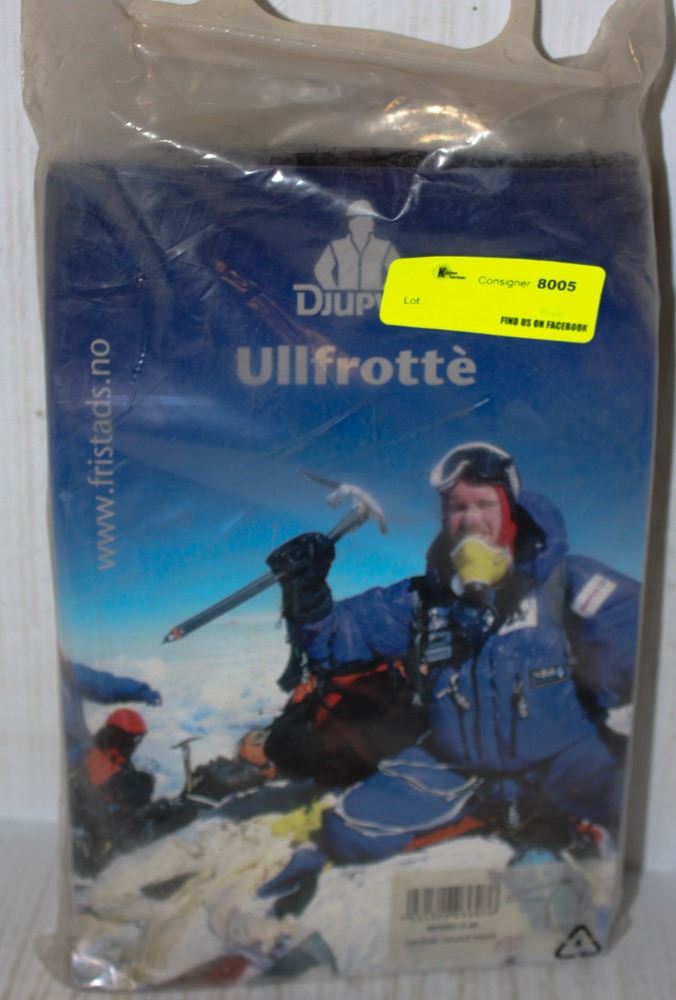 DJUPV
Consigner 8005
Lot :
FIND US ON FACEBOOK
Ullfrottè
www.fristads.no